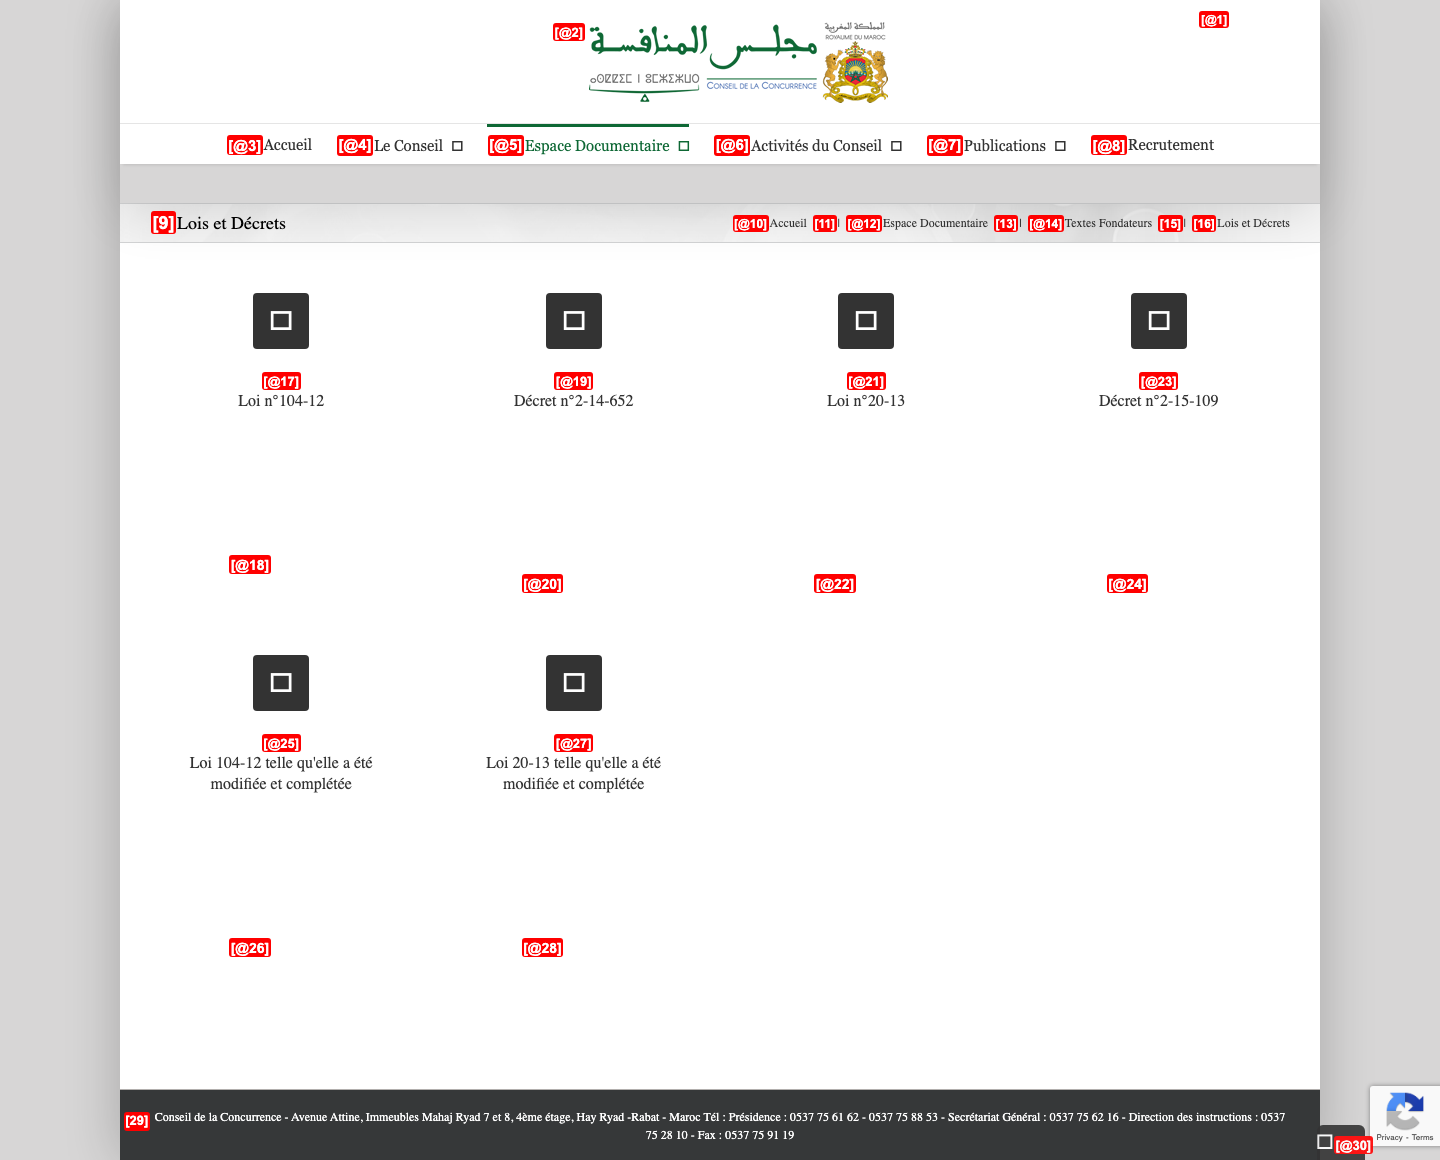 [@1]
المملكة المغربية
ROYAUME DU MAROC
[@2] مجلس المنافسة
ⴰⵙⵇⵇⵉⵎ ⵏ ⵓⵎⵣⵉⵣⵡⵓ
CONSEIL DE LA CONCURRENCE
[@3]Accueil [@4]Le Conseil [@5]Espace Documentaire [@6]Activités du Conseil [@7]Publications [@8]Recrutement
[9]Lois et Décrets [@10]Accueil [11]| [@12]Espace Documentaire [13]| [@14]Textes Fondateurs [15]| [16]Lois et Décrets
[@17] [@19] [@21] [@23]
Loi n°104-12 Décret n°2-14-652 Loi n°20-13 Décret n°2-15-109
[@18] [@20] [@22] [@24]
[@25] [@27]
Loi 104-12 telle qu'elle a été Loi 20-13 telle qu'elle a été
modifiée et complétée modifiée et complétée
[@26] [@28]
[29] Conseil de la Concurrence - Avenue Attine, Immeubles Mahaj Ryad 7 et 8, 4ème étage, Hay Ryad -Rabat - Maroc Tél : Présidence : 0537 75 61 62 - 0537 75 88 53 - Secrétariat Général : 0537 75 62 16 - Direction des instructions : 0537
75 28 10 - Fax : 0537 75 91 19
Privacy - Terms
[@30]